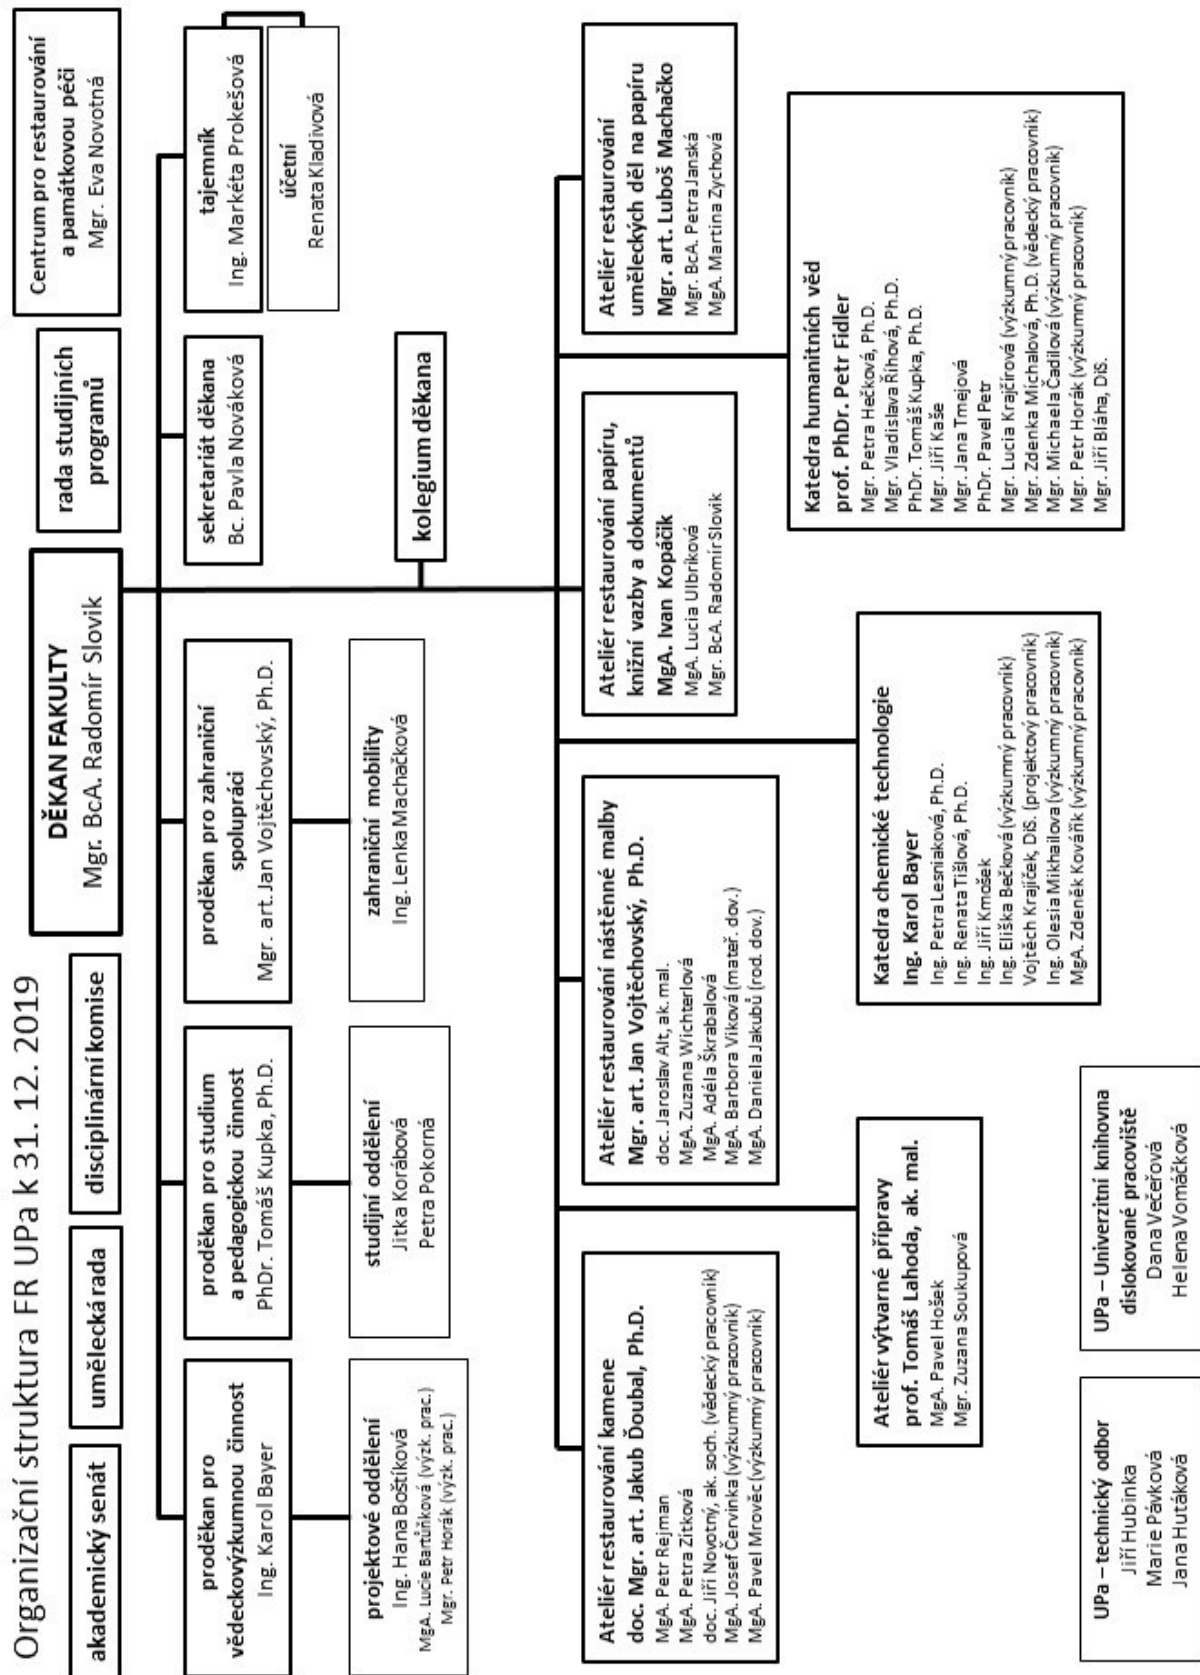 Organizační struktura FR UPa k 31. 12. 2019
akademický senát
umělecká rada
disciplinární komise
DĚKAN FAKULTY
Mgr. BcA. Radomír Slovik
rada studijních
programů
Centrum pro restaurování
a památkovou péči
Mgr. Eva Novotná
proděkan pro
vědeckovýzkumnou činnost
Ing. Karol Bayer
proděkan pro studium
a pedagogickou činnost
PhDr. Tomáš Kupka, Ph.D.
proděkan pro zahraniční
spolupráci
Mgr. art. Jan Vojtěchovský, Ph.D.
sekretariát děkana
Bc. Pavla Nováková
tajemník
Ing. Markéta Prokešová
projektové oddělení
Ing. Hana Boštíková
MgA. Lucie Bartůňková (výzk. prac.)
Mgr. Petr Horák (výzk. prac.)
studijní oddělení
Jitka Korábová
Petra Pokorná
zahraniční mobility
Ing. Lenka Machačková
účetní
Renata Kladivová
kolegium děkana
Ateliér restaurování kamene
doc. Mgr. art. Jakub Ďoubal, Ph.D.
MgA. Petr Rejman
MgA. Petra Zítková
doc. Jiří Novotný, ak. soch. (vědecký pracovník)
MgA. Josef Červinka (výzkumný pracovník)
MgA. Pavel Mrověc (výzkumný pracovník)
Ateliér restaurování nástěnné malby
Mgr. art. Jan Vojtěchovský, Ph.D.
doc. Jaroslav Alt, ak. mal.
MgA. Zuzana Wichterlová
MgA. Adéla Škrabalová
MgA. Barbora Viková (mateř. dov.)
MgA. Daniela Jakubů (rod. dov.)
Ateliér restaurování papíru,
knižní vazby a dokumentů
MgA. Ivan Kopáčik
MgA. Lucia Ulbríková
Mgr. BcA. Radomír Slovik
Ateliér restaurování
uměleckých děl na papíru
Mgr. art. Luboš Machačko
Mgr. BcA. Petra Janská
MgA. Martina Zychová
Ateliér výtvarné přípravy
prof. Tomáš Lahoda, ak. mal.
MgA. Pavel Hošek
Mgr. Zuzana Soukupová
Katedra chemické technologie
Ing. Karol Bayer
Ing. Petra Lesniaková, Ph.D.
Ing. Renata Tišlová, Ph.D.
Ing. Jiří Kmošek
Ing. Eliška Bečková (výzkumný pracovník)
Vojtěch Krajíček, DiS. (projektový pracovník)
Ing. Olesia Mikhailova (výzkumný pracovník)
MgA. Zdeněk Kovářík (výzkumný pracovník)
Katedra humanitních věd
prof. PhDr. Petr Fidler
Mgr. Petra Hečková, Ph.D.
Mgr. Vladislava Říhová, Ph.D.
PhDr. Tomáš Kupka, Ph.D.
Mgr. Jiří Kaše
Mgr. Jana Tmejová
PhDr. Pavel Petr
Mgr. Lucia Krajčírová (výzkumný pracovník)
Mgr. Zdenka Míchalová, Ph.D. (vědecký pracovník)
Mgr. Michaela Čadilová (výzkumný pracovník)
Mgr. Petr Horák (výzkumný pracovník)
Mgr. Jiří Bláha, DiS.
UPa – technický odbor
Jiří Hubinka
Marie Pávková
Jana Hutáková
UPa – Univerzitní knihovna
dislokované pracoviště
Dana Večeřová
Helena Vomáčková